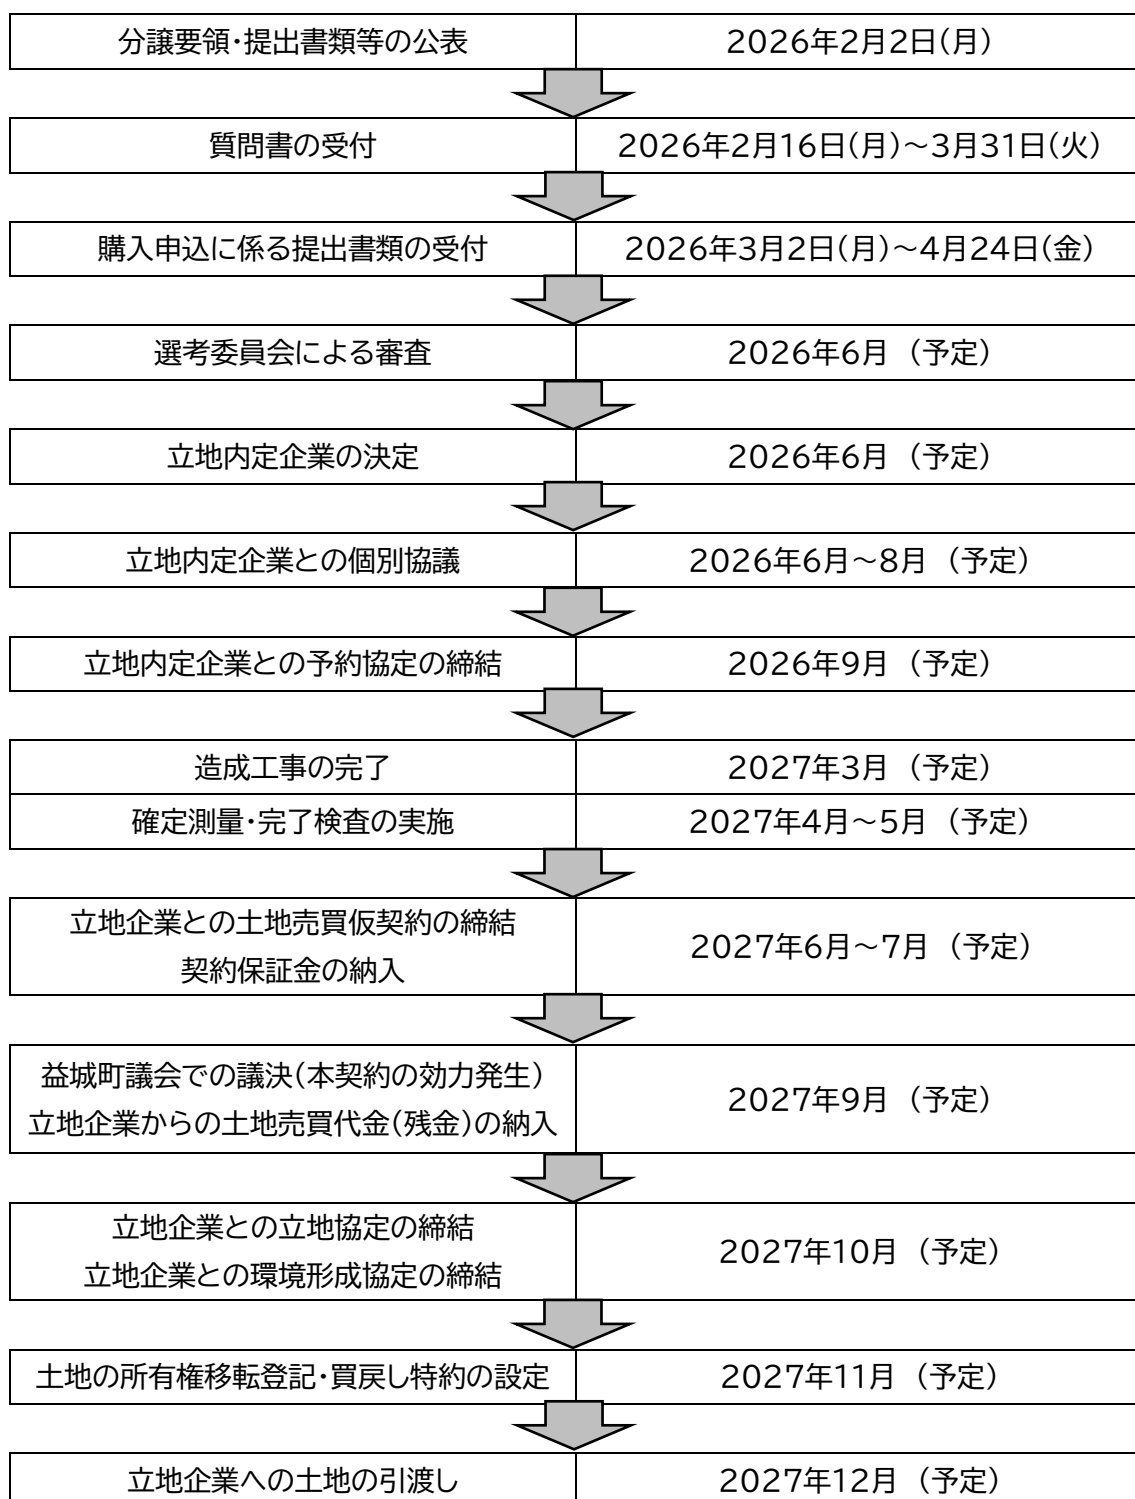 分譲要領・提出書類等の公表 2026年2月2日(月)
質問書の受付 2026年2月16日(月)～3月31日(火)
購入申込に係る提出書類の受付 2026年3月2日(月)～4月24日(金)
選考委員会による審査 2026年6月 (予定)
立地内定企業の決定 2026年6月 (予定)
立地内定企業との個別協議 2026年6月～8月 (予定)
立地内定企業との予約協定の締結 2026年9月 (予定)
造成工事の完了 2027年3月 (予定)
確定測量・完了検査の実施 2027年4月～5月 (予定)
立地企業との土地売買仮契約の締結
契約保証金の納入
2027年6月～7月 (予定)
益城町議会での議決(本契約の効力発生)
立地企業からの土地売買代金(残金)の納入
2027年9月 (予定)
立地企業との立地協定の締結
立地企業との環境形成協定の締結
2027年10月 (予定)
土地の所有権移転登記・買戻し特約の設定 2027年11月 (予定)
立地企業への土地の引渡し 2027年12月 (予定)